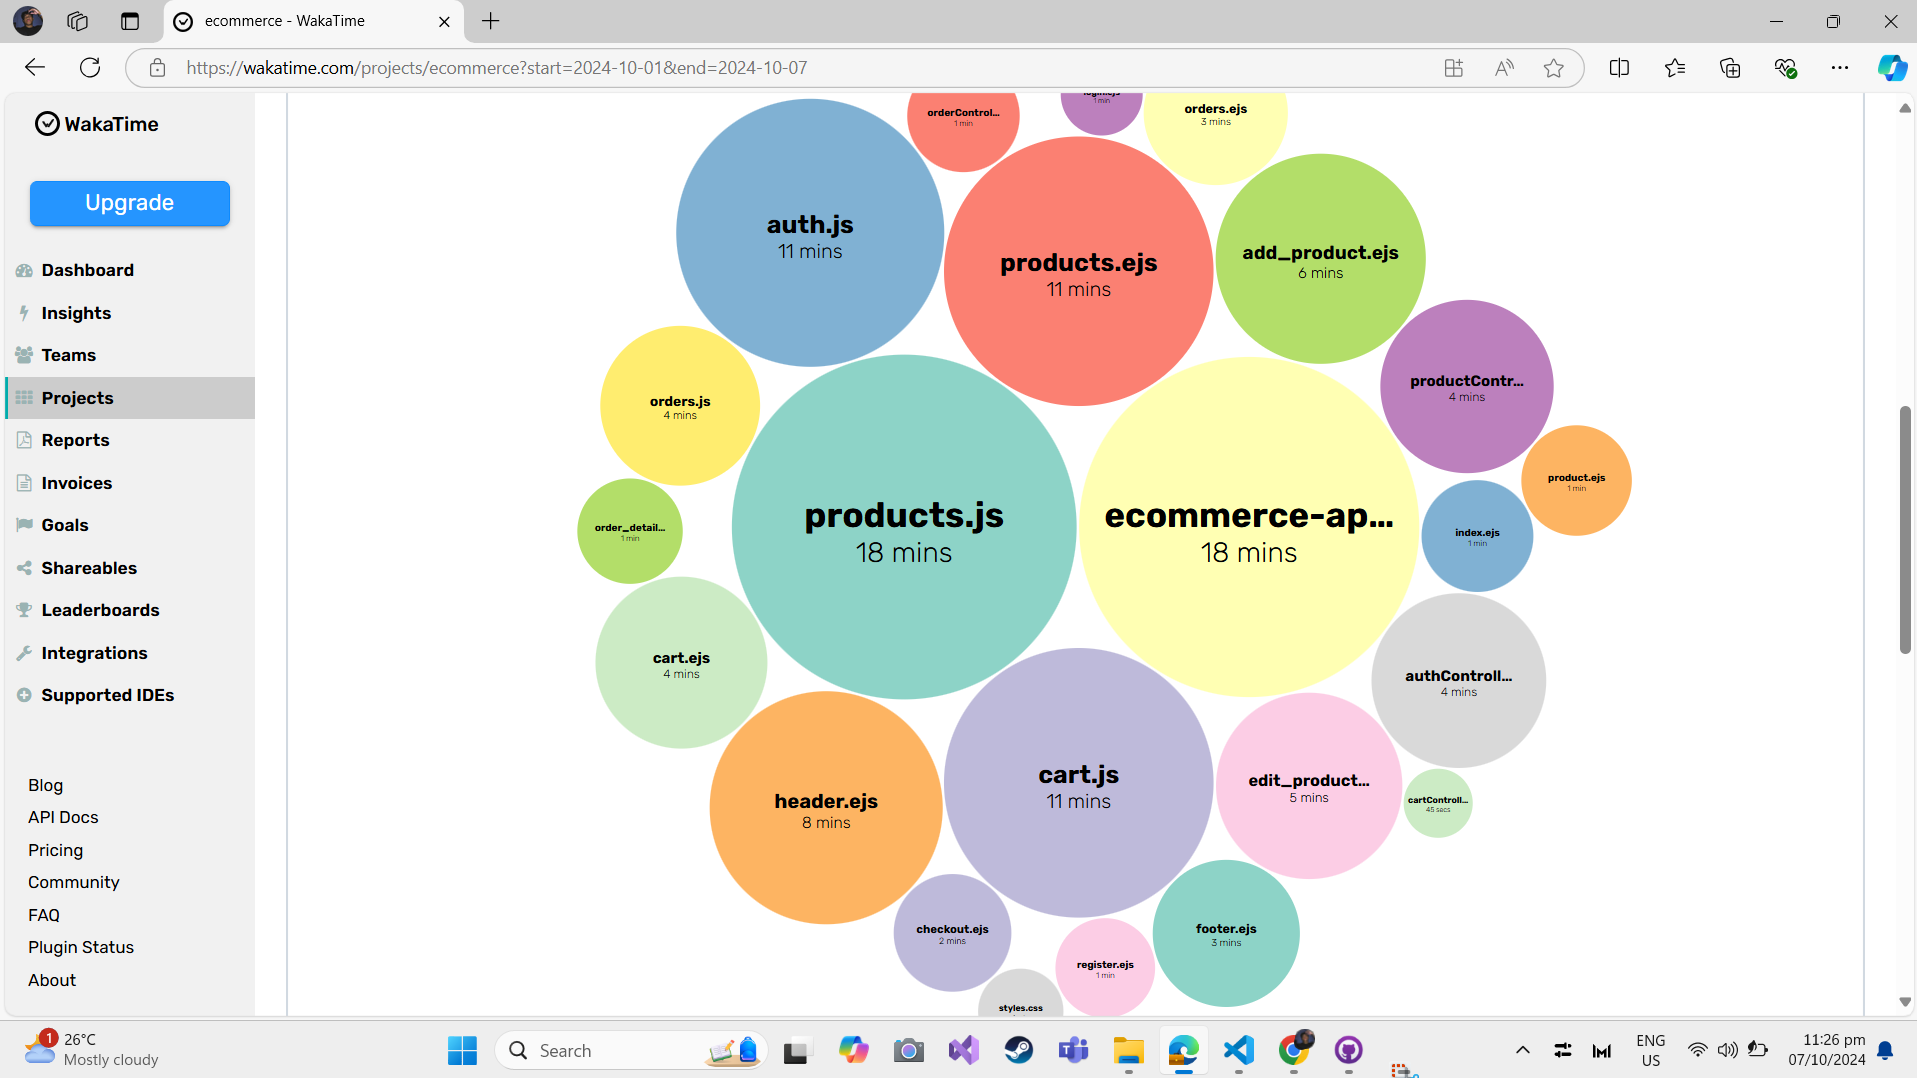 ecommerce - WakaTime
https://wakatime.com/projects/ecommerce?start=2024-10-01&end=2024-10-07
WakaTime
Upgrade
Dashboard
Insights
Teams
Projects
Reports
Invoices
Goals
Shareables
Leaderboards
Integrations
Supported IDEs
Blog
API Docs
Pricing
Community
FAQ
Plugin Status
About
orderControl...
1 min
login.ejs
1 min
orders.ejs
3 mins
auth.js
11 mins
products.ejs
11 mins
add_product.ejs
6 mins
productContr...
4 mins
orders.js
4 mins
product.ejs
1 min
products.js
18 mins
ecommerce-ap...
18 mins
order_detail...
1 min
index.ejs
1 min
cart.ejs
4 mins
authControll...
4 mins
header.ejs
8 mins
cart.js
11 mins
edit_product...
5 mins
cartControll...
45 secs
checkout.ejs
2 mins
footer.ejs
3 mins
register.ejs
1 min
styles.css
1
26°C
Mostly cloudy
Search
ENG
US
11:26 pm
07/10/2024